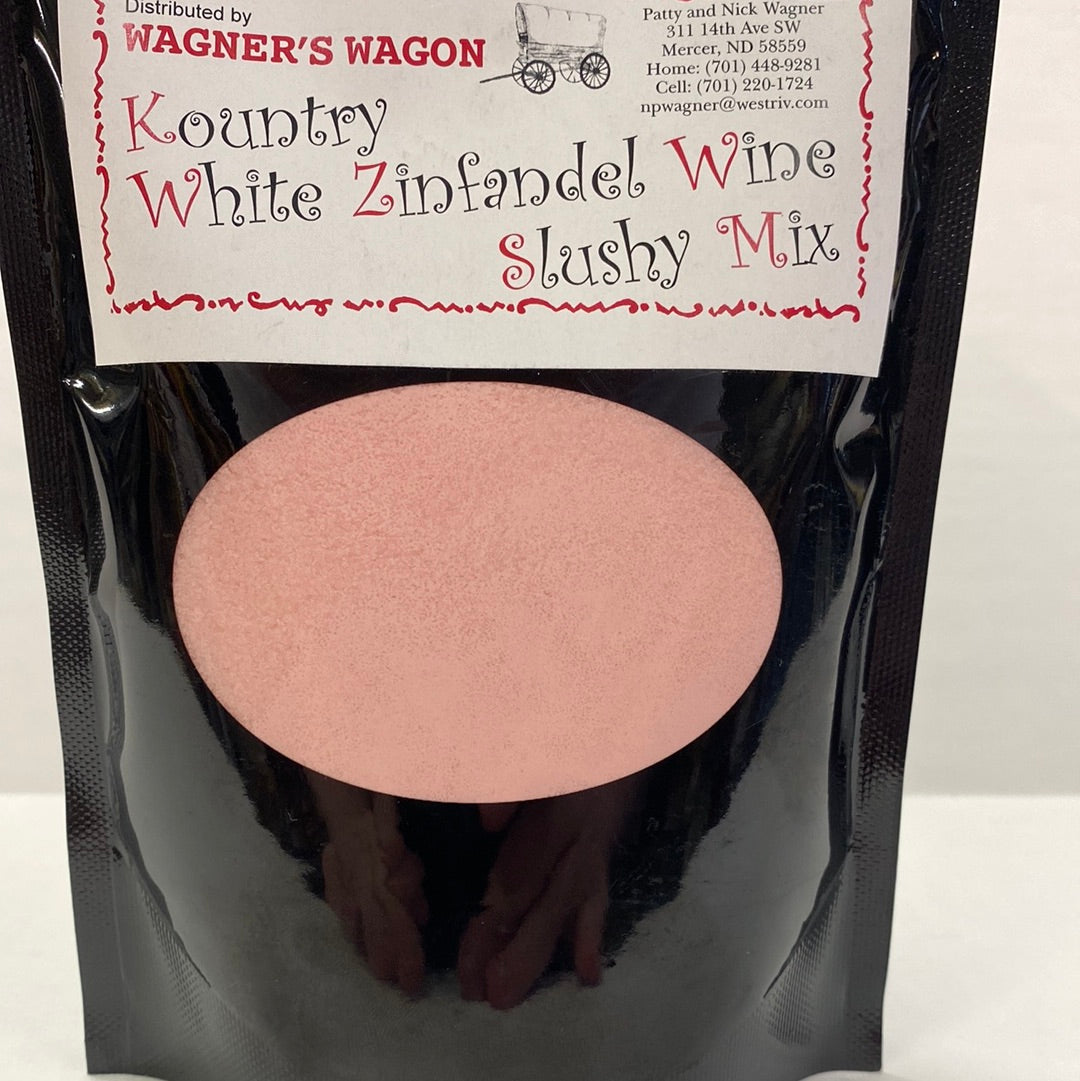 Distributed by
WAGNER'S WAGON
Patty and Nick Wagner
311 14th Ave SW
Mercer, ND 58559
Home: (701) 448-9281
Cell: (701) 220-1724
npwagner@westriv.com
Kountry
White Zinfandel Wine
Slushy Mix